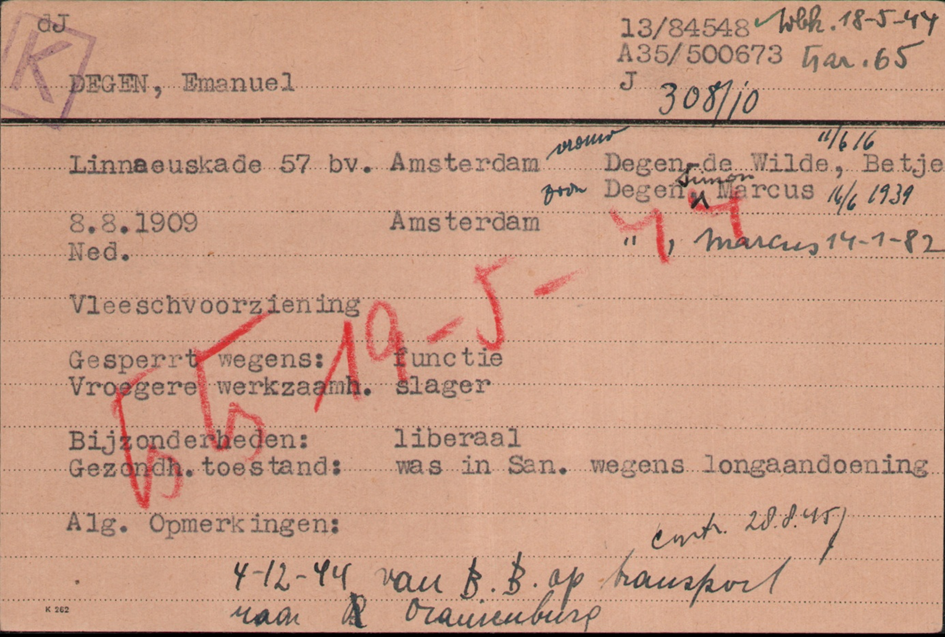 dJ
K
13/84548 Wbk. 18-5-44
A35/500673 bar. 65
DEGEN, Emanuel
J 308/10
Linnaeuskade 57 bv. Amsterdam vrouw Degen de Wilde, Betje 11/6 16
zoon Degen, Simon Marcus 16/6 1939
8.8.1909 Amsterdam
" , Marcus 14-1-82
Ned.
Vleeschvoorziening
Gesperrt wegens: functie
Vroegere werkzaamh. slager
BB 19-5-44
Bijzonderheden: liberaal
Gezondh.toestand: was in San. wegens longaandoening
Alg. Opmerkingen:
contr. 28.8.45
4-12-44 van B.B. op transport
naar Oranienburg
K 262